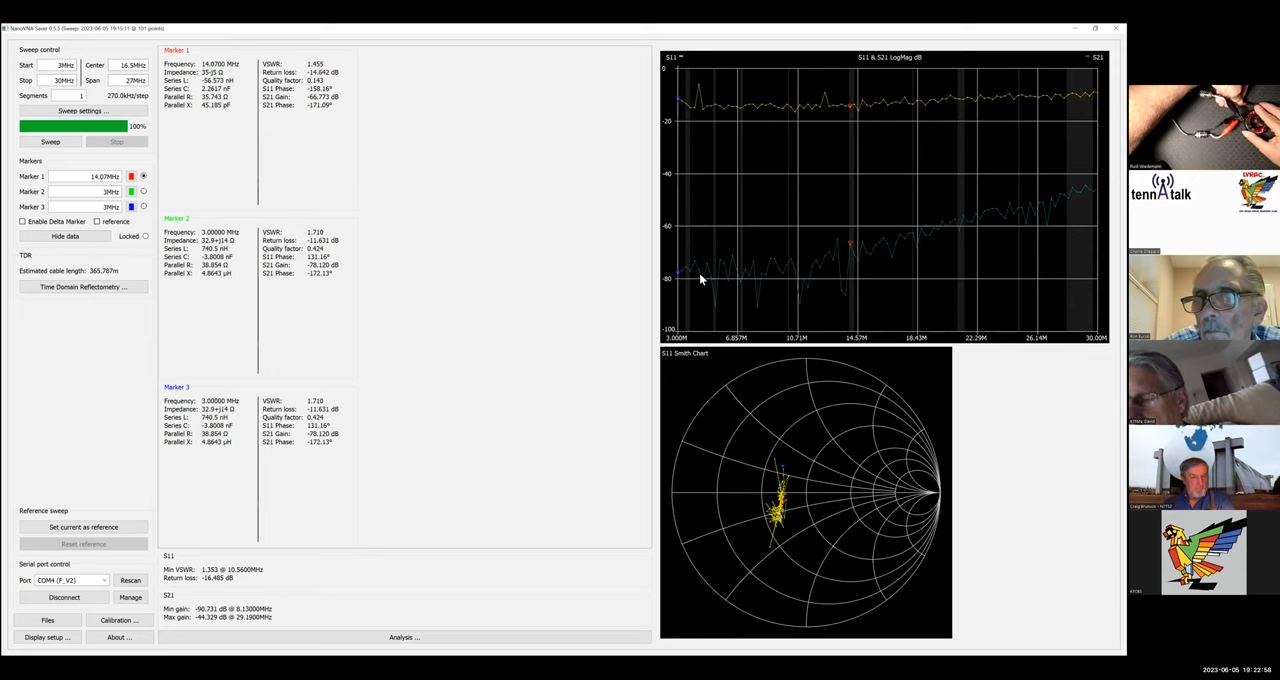 NanoVNA Saver 0.5.5 (Sweep: 2023-06-05 19:15:11 @ 101 points)
Sweep control
Start 3MHz Center 16.5MHz
Stop 30MHz Span 27MHz
Segments 1 270.0kHz/step
Sweep settings ...
100%
Sweep Stop
Markers
Marker 1 14.07MHz
Marker 2 3MHz
Marker 3 3MHz
Enable Delta Marker reference
Hide data Locked
TDR
Estimated cable length: 365.787m
Time Domain Reflectometry ...
Reference sweep
Set current as reference
Reset reference
Serial port control
Port COM4 (F_V2) Rescan
Disconnect Manage
Files Calibration ...
Display setup ... About ...
Marker 1
Frequency: 14.0700 MHz VSWR: 1.455
Impedance: 35-j5 Ω Return loss: -14.642 dB
Series L: -56.573 nH Quality factor: 0.143
Series C: 2.2617 nF S11 Phase: -158.16°
Parallel R: 35.743 Ω S21 Gain: -66.773 dB
Parallel X: 45.185 pF S21 Phase: -171.09°
Marker 2
Frequency: 3.00000 MHz VSWR: 1.710
Impedance: 32.9+j14 Ω Return loss: -11.631 dB
Series L: 740.5 nH Quality factor: 0.424
Series C: -3.8008 nF S11 Phase: 131.16°
Parallel R: 38.854 Ω S21 Gain: -78.120 dB
Parallel X: 4.8643 µH S21 Phase: -172.13°
Marker 3
Frequency: 3.00000 MHz VSWR: 1.710
Impedance: 32.9+j14 Ω Return loss: -11.631 dB
Series L: 740.5 nH Quality factor: 0.424
Series C: -3.8008 nF S11 Phase: 131.16°
Parallel R: 38.854 Ω S21 Gain: -78.120 dB
Parallel X: 4.8643 µH S21 Phase: -172.13°
S11
Min VSWR: 1.353 @ 10.5600MHz
Return loss: -16.485 dB
S21
Min gain: -90.731 dB @ 8.13000MHz
Max gain: -44.329 dB @ 29.1900MHz
Analysis ...
S11 S11 & S21 LogMag dB S21
0
-20
-40
-60
-80
-100
3.000M 6.857M 10.71M 14.57M 18.43M 22.29M 26.14M 30.00M
S11 Smith Chart
Rudi Wiedemann
tennAtalk
LVRAC
Craig Brunson - N7TSZ
2023-06-05 19:22:58